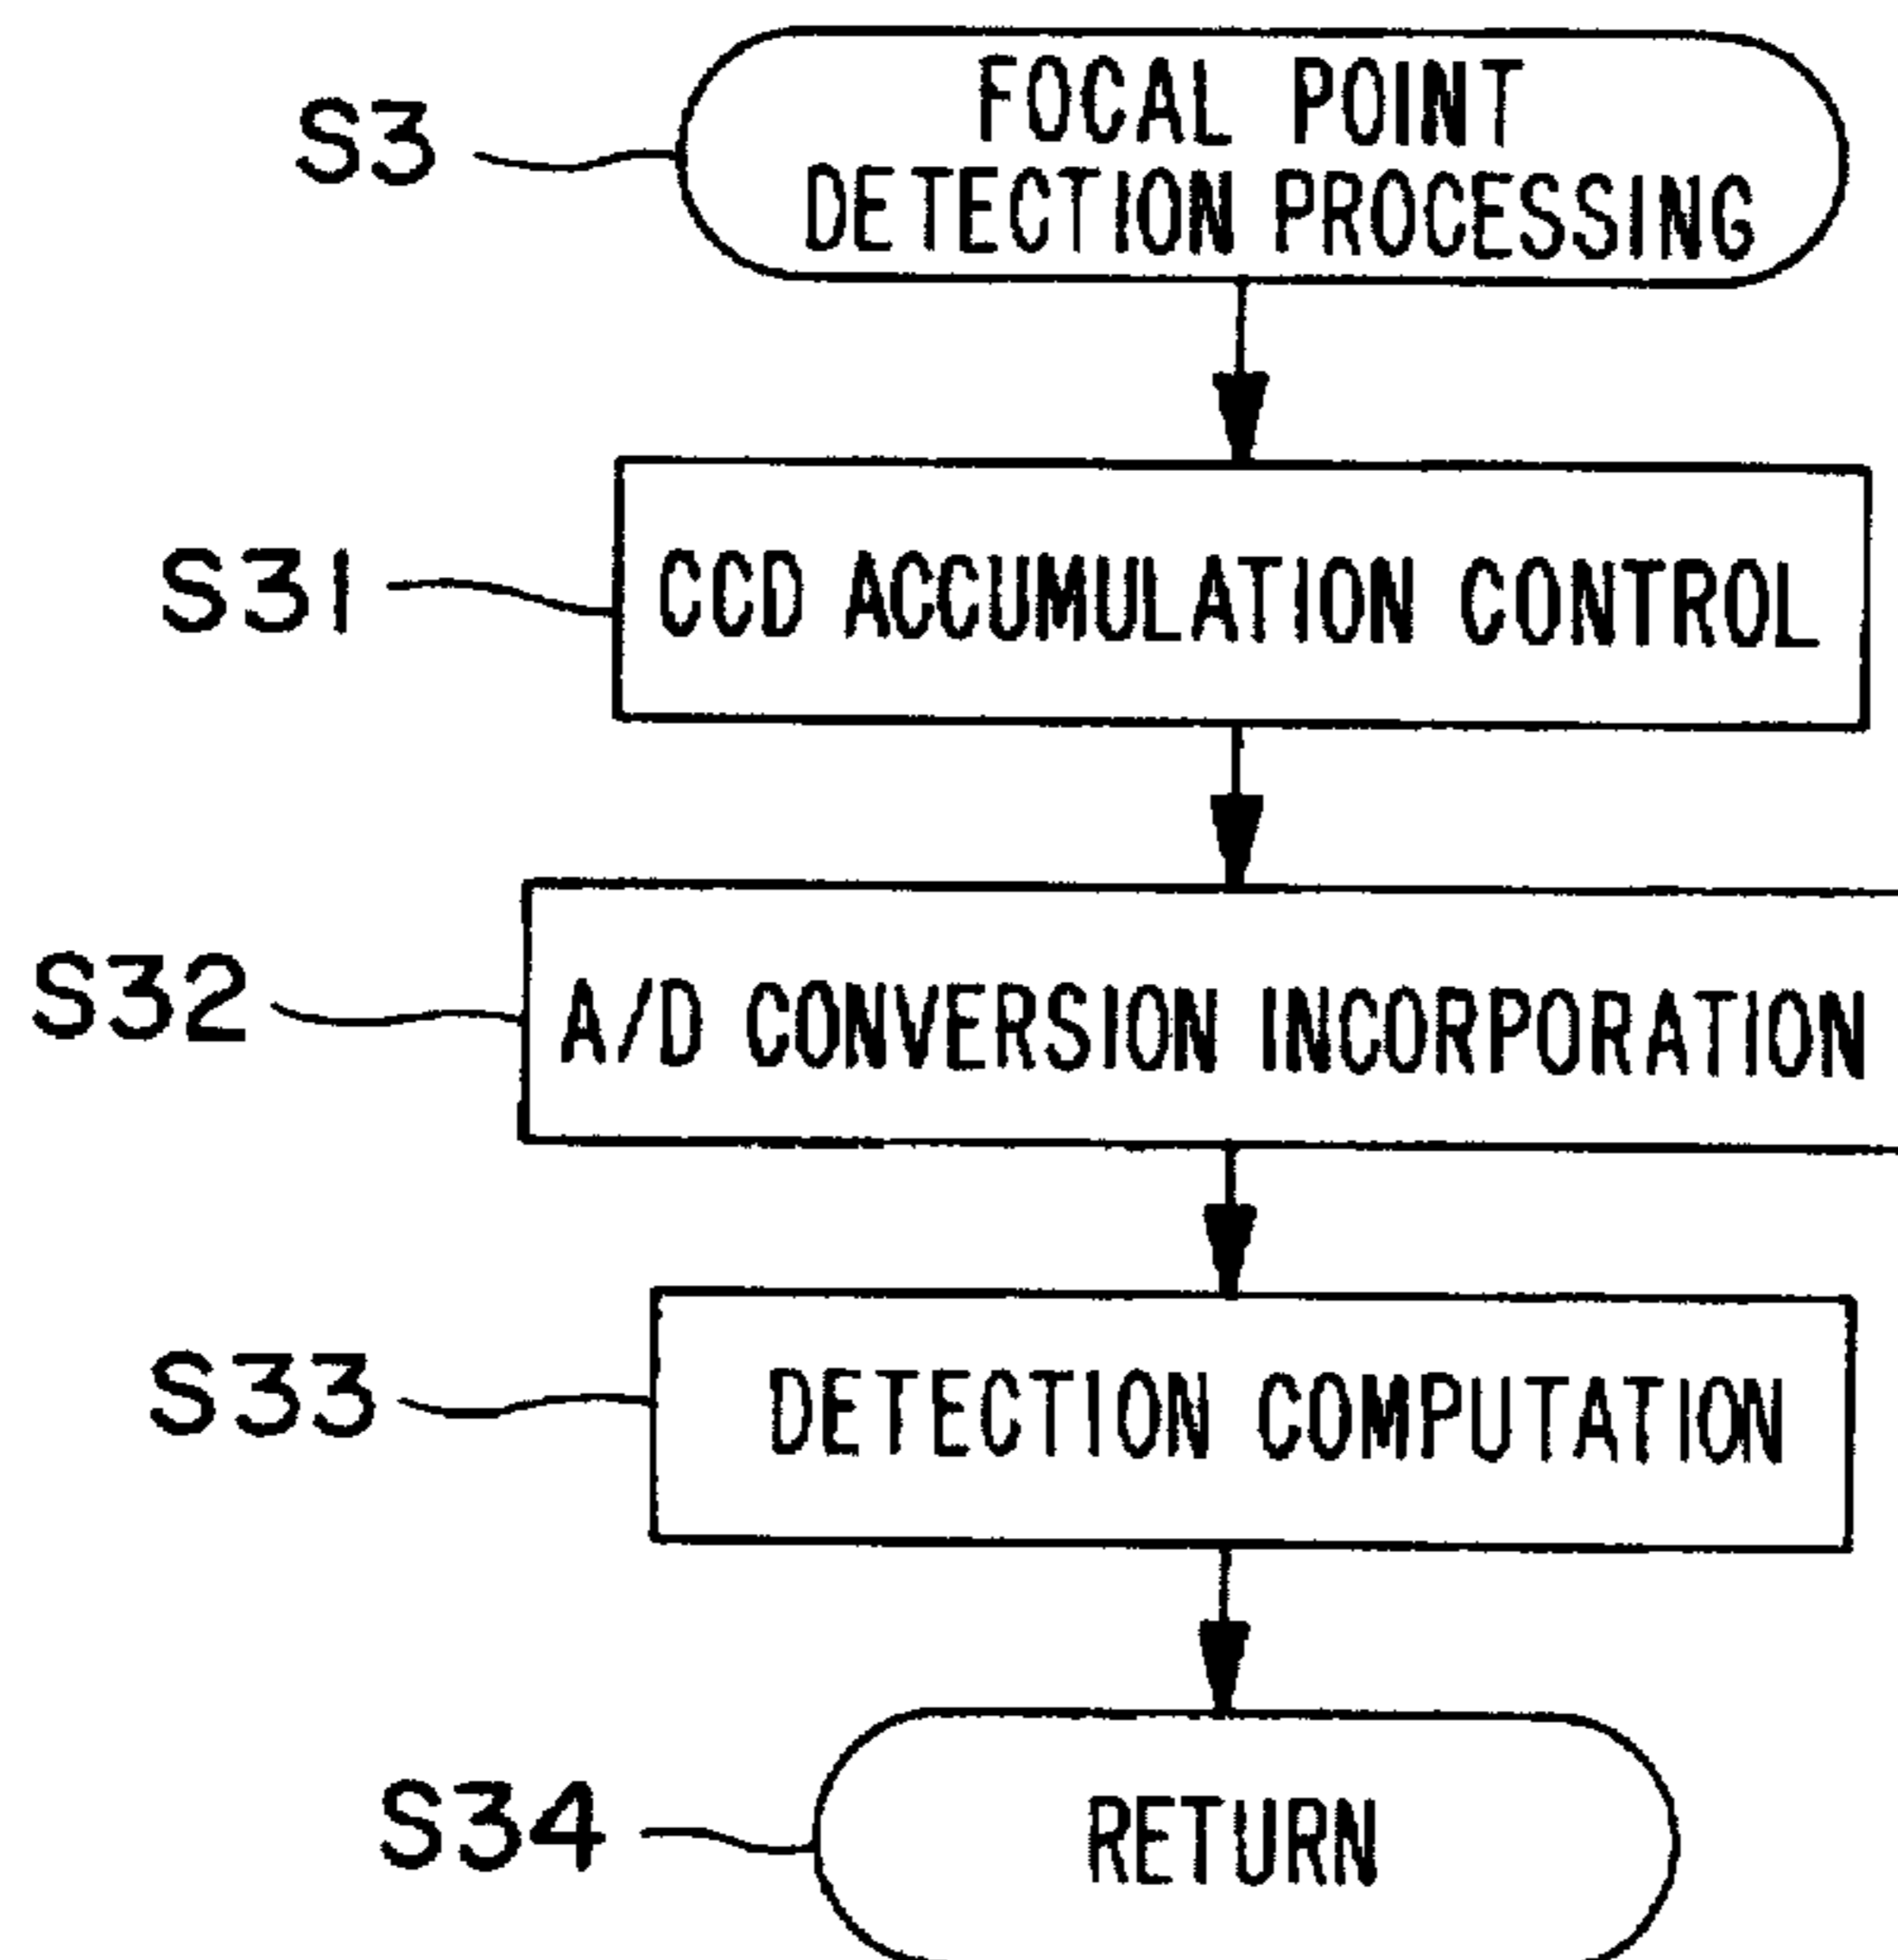 S3
FOCAL POINT
DETECTION PROCESSING
S31
CCD ACCUMULATION CONTROL
S32
A/D CONVERSION INCORPORATION
S33
DETECTION COMPUTATION
S34
RETURN